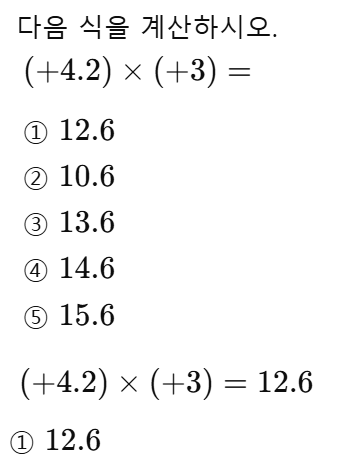 다음 식을 계산하시오.
(+4.2) × (+3) =
① 12.6
② 10.6
③ 13.6
④ 14.6
⑤ 15.6
(+4.2) × (+3) = 12.6
① 12.6